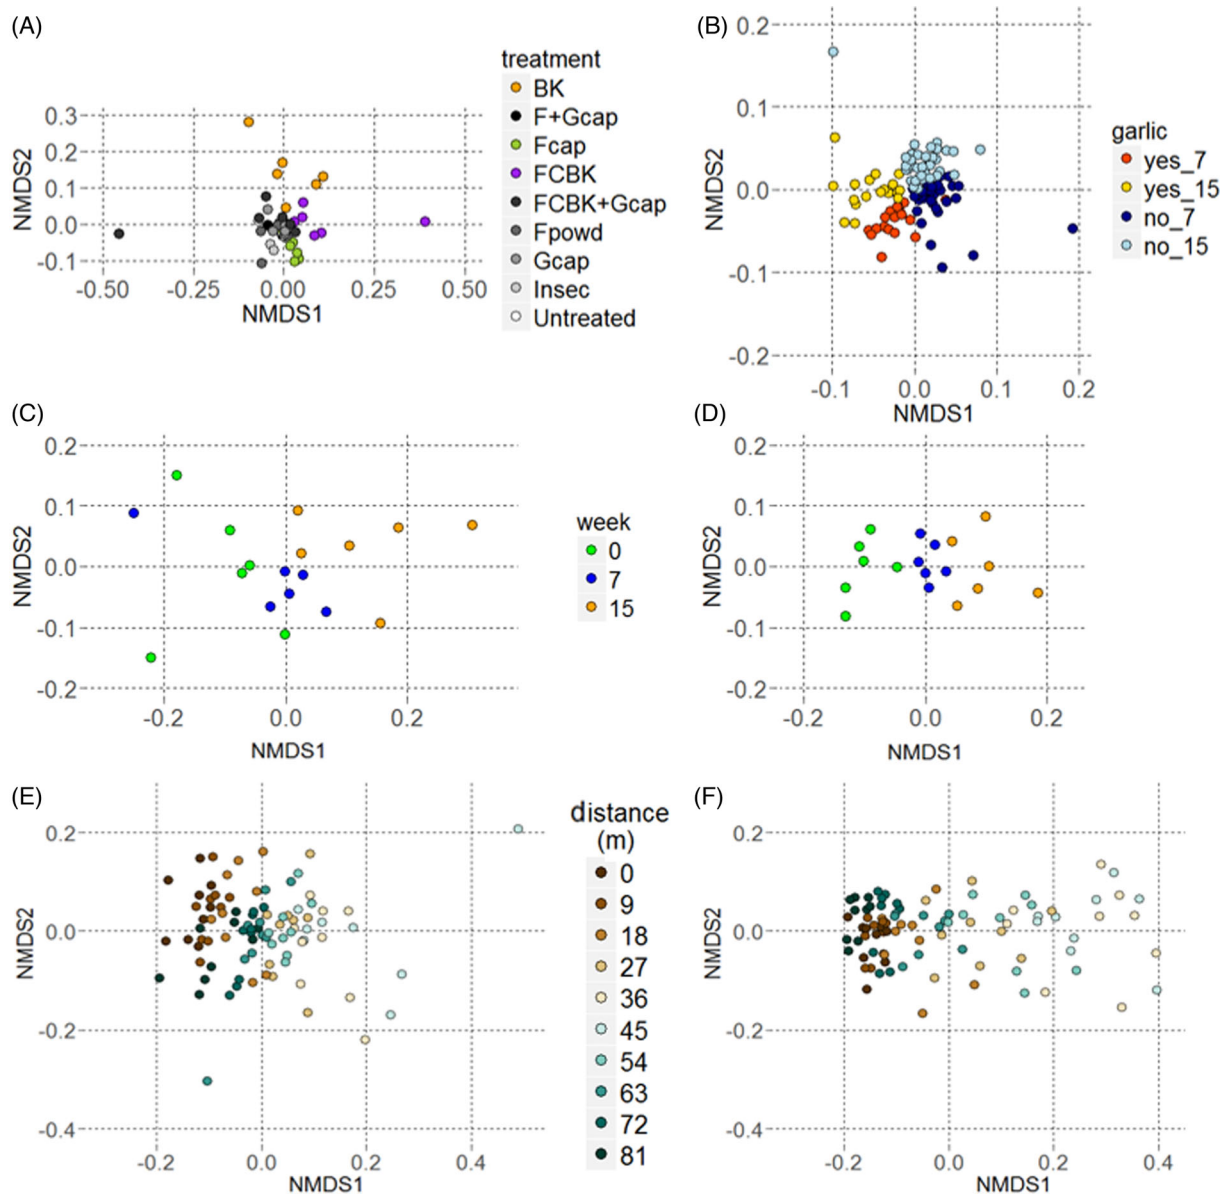 (A)
treatment
BK
F+Gcap
Fcap
FCBK
FCBK+Gcap
Fpowd
Gcap
Insec
Untreated
0.3
0.2
0.1
0.0
-0.1
NMDS2
-0.50 -0.25 0.00 0.25 0.50
NMDS1
(B)
0.2
0.1
0.0
-0.1
-0.2
NMDS2
-0.1 0.0 0.1 0.2
NMDS1
garlic
yes_7
yes_15
no_7
no_15
(C)
0.2
0.1
0.0
-0.1
-0.2
NMDS2
-0.2 0.0 0.2
NMDS1
week
0
7
15
(D)
0.2
0.1
0.0
-0.1
-0.2
NMDS2
-0.2 0.0 0.2
NMDS1
(E)
0.2
0.0
-0.2
-0.4
NMDS2
-0.2 0.0 0.2 0.4
NMDS1
distance
(m)
0
9
18
27
36
45
54
63
72
81
(F)
0.2
0.0
-0.2
-0.4
NMDS2
-0.2 0.0 0.2 0.4
NMDS1